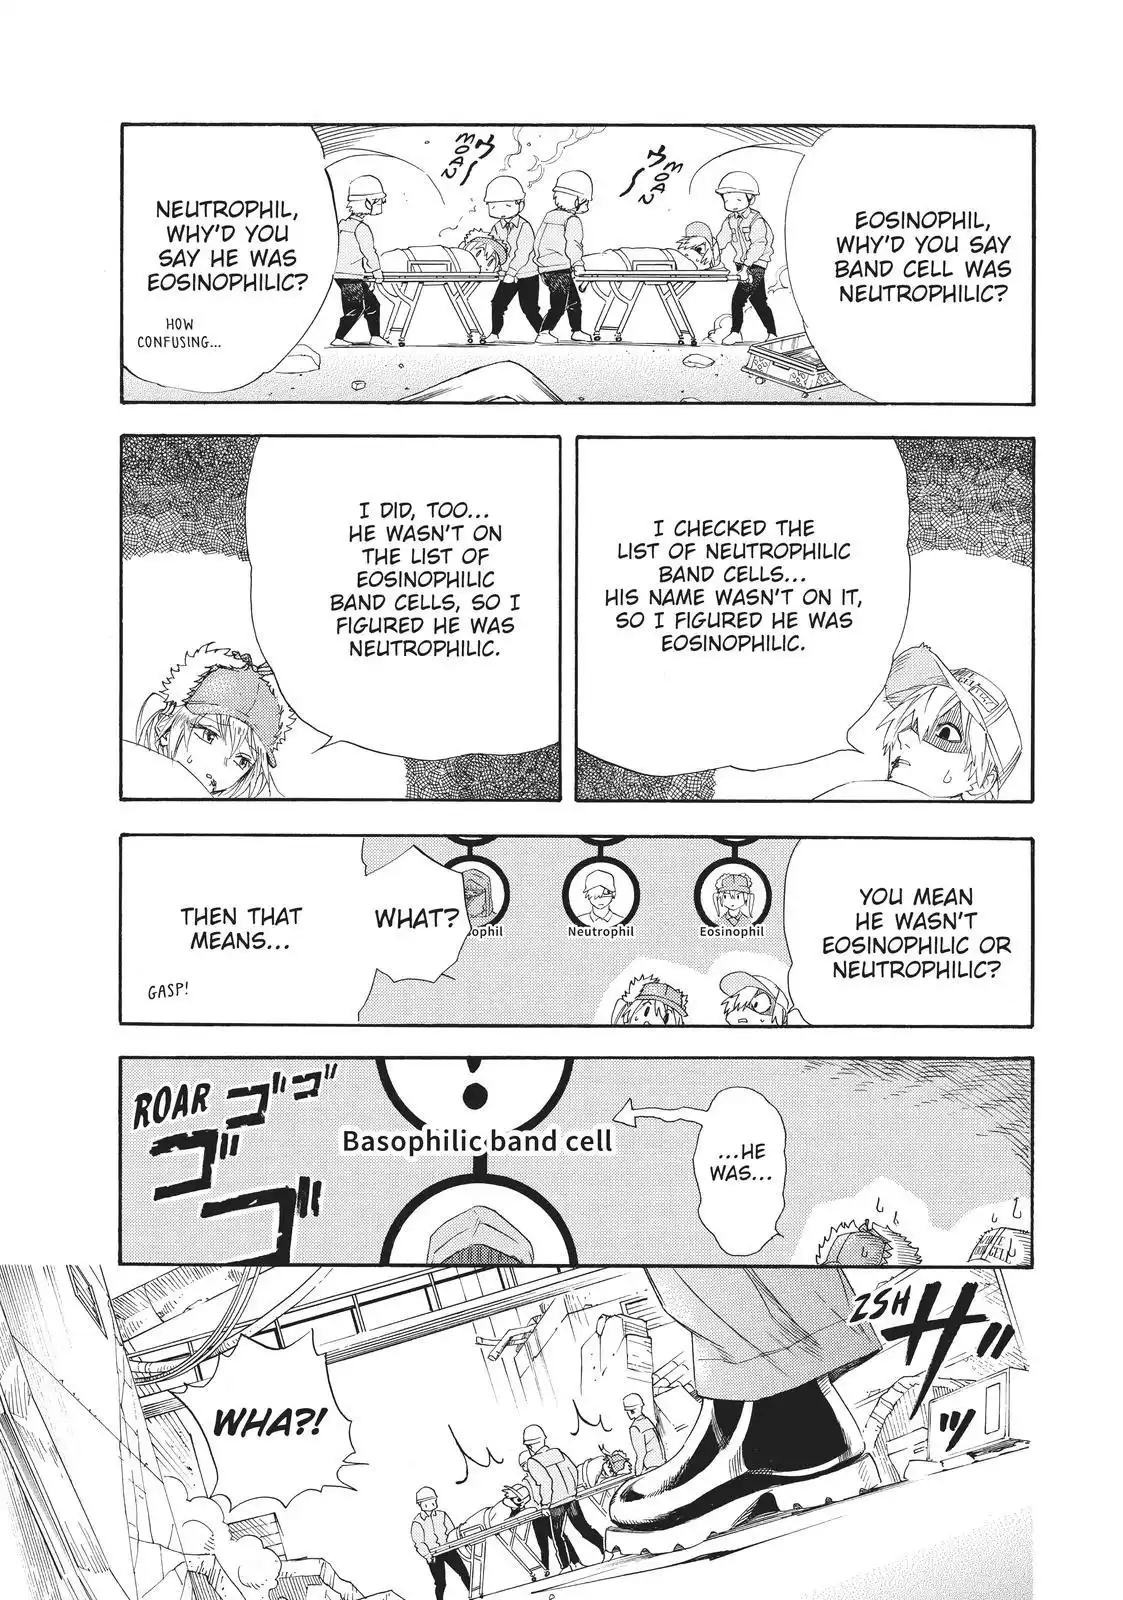 EOSINOPHIL,
WHY'D YOU SAY
BAND CELL WAS
NEUTROPHILIC?
ウ〜
MOAN
ウ〜
MOAN
NEUTROPHIL,
WHY'D YOU
SAY HE WAS
EOSINOPHILIC?
HOW
CONFUSING...
I CHECKED THE
LIST OF NEUTROPHILIC
BAND CELLS...
HIS NAME WASN'T ON IT,
SO I FIGURED HE WAS
EOSINOPHILIC.
I DID, TOO...
HE WASN'T ON
THE LIST OF
EOSINOPHILIC
BAND CELLS, SO I
FIGURED HE WAS
NEUTROPHILIC.
YOU MEAN
HE WASN'T
EOSINOPHILIC OR
NEUTROPHILIC?
Eosinophil
Neutrophil
ophil
WHAT?
THEN THAT
MEANS...
GASP!
...HE
WAS...
Basophilic band cell
ROAR
ゴゴゴゴ
ZSH
ザッ
WHA?!